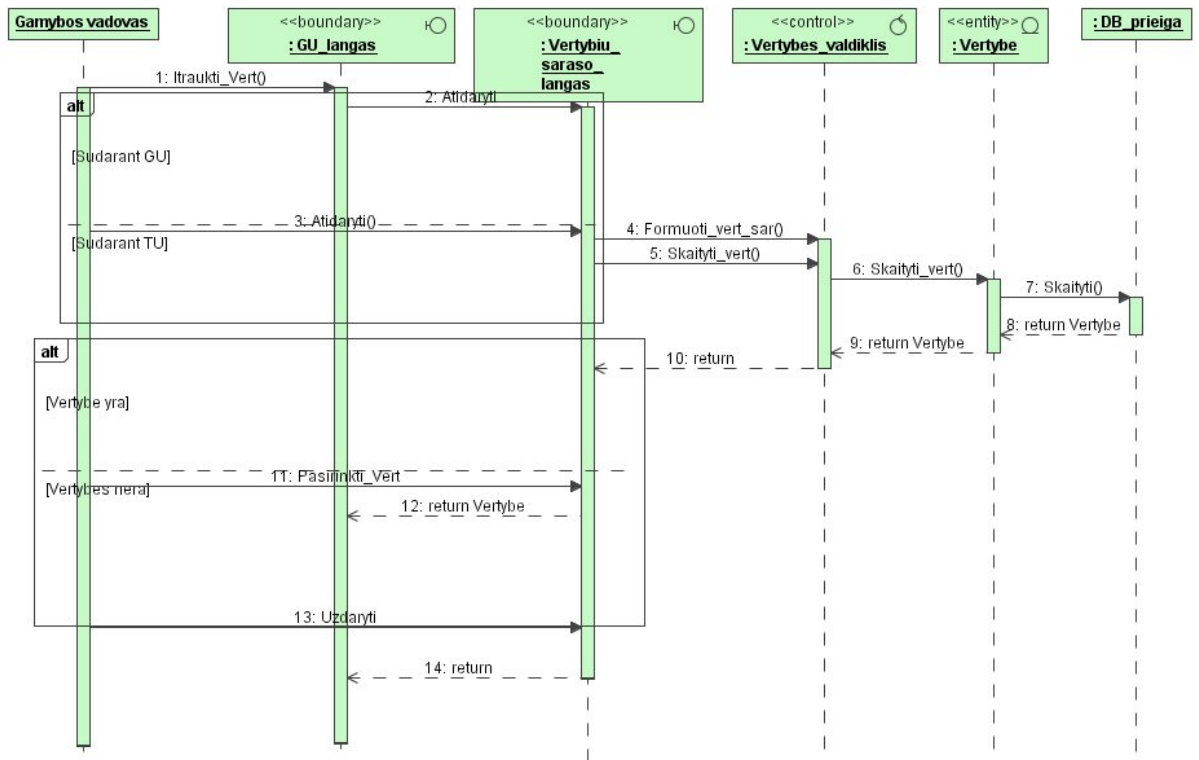 Gamybos vadovas
<<boundary>>
: GU_langas
<<boundary>>
: Vertybiu_
saraso_
langas
<<control>>
: Vertybes_valdiklis
<<entity>>
: Vertybe
: DB_prieiga
1: Itraukti_Vert()
alt
2: Atidaryti
[Sudarant GU]
3: Atidaryti()
[Sudarant TU]
4: Formuoti_vert_sar()
5: Skaityti_vert()
6: Skaityti_vert()
7: Skaityti()
8: return Vertybe
9: return Vertybe
10: return
alt
[Vertybe yra]
11: Pasirinkti_Vert
[Vertybes nera]
12: return Vertybe
13: Uzdaryti
14: return